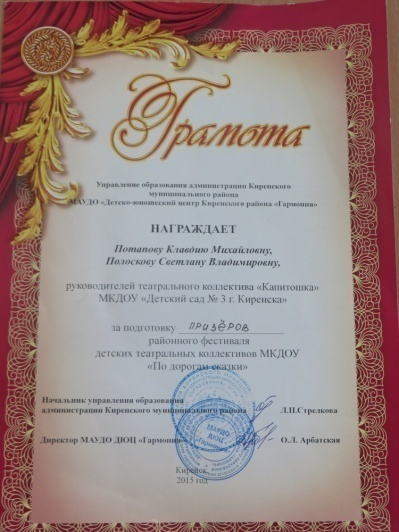 Грамота
Управление образования администрации Киренского
муниципального района
МАУДО «Детско-юношеский центр Киренского района «Гармония»
НАГРАЖДАЕТ
Потапову Клавдию Михайловну,
Полоскову Светлану Владимировну,
руководителей театрального коллектива «Капитошка»
МКДОУ «Детский сад № 3 г. Киренска»
за подготовку призёров
районного фестиваля
детских театральных коллективов МКДОУ
«По дорогам сказки»
Начальник управления образования
администрации Киренского муниципального района Л.П.Стрелкова
Директор МАУДО ДЮЦ «Гармония» О.Л. Арбатская
МАУДО
ДЮЦ
«Гармония»
Киренск,
2015 год